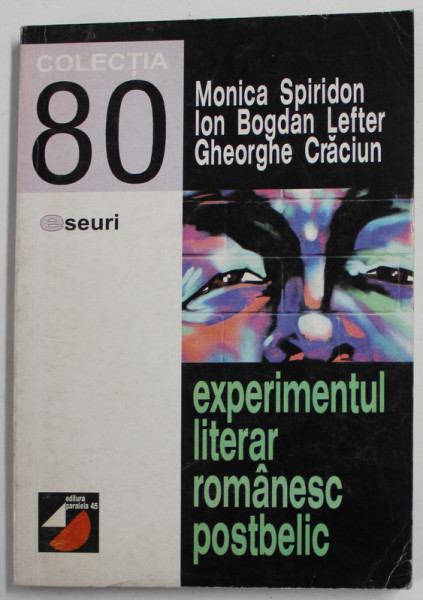 COLECȚIA
80
eseuri
Monica Spiridon
Ion Bogdan Lefter
Gheorghe Crăciun
experimentul
literar
românesc
postbelic
editura
paralela 45